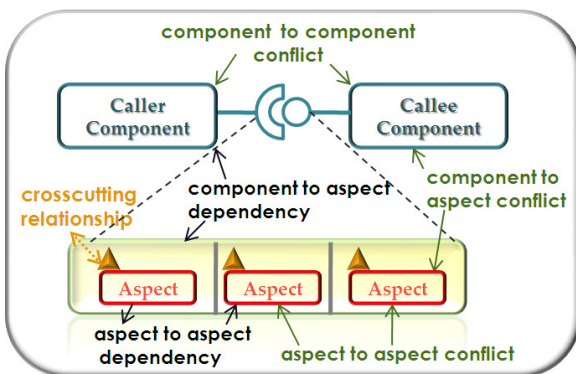 component to component
conflict
Caller
Component
Callee
Component
component to aspect
dependency
component to
aspect conflict
crosscutting
relationship
Aspect
Aspect
Aspect
aspect to aspect
dependency
aspect to aspect conflict